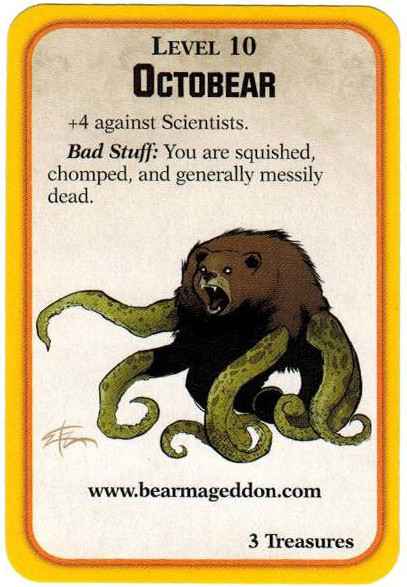 LEVEL 10
OCTOBEAR
+4 against Scientists.
Bad Stuff: You are squished,
chomped, and generally messily
dead.
www.bearmageddon.com
3 Treasures